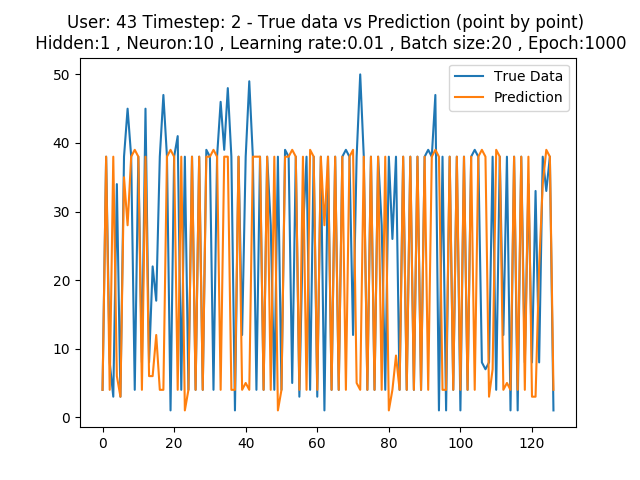 User: 43 Timestep: 2 - True data vs Prediction (point by point)
Hidden:1 , Neuron:10 , Learning rate:0.01 , Batch size:20 , Epoch:1000
True Data
Prediction
50
40
30
20
10
0
0 20 40 60 80 100 120